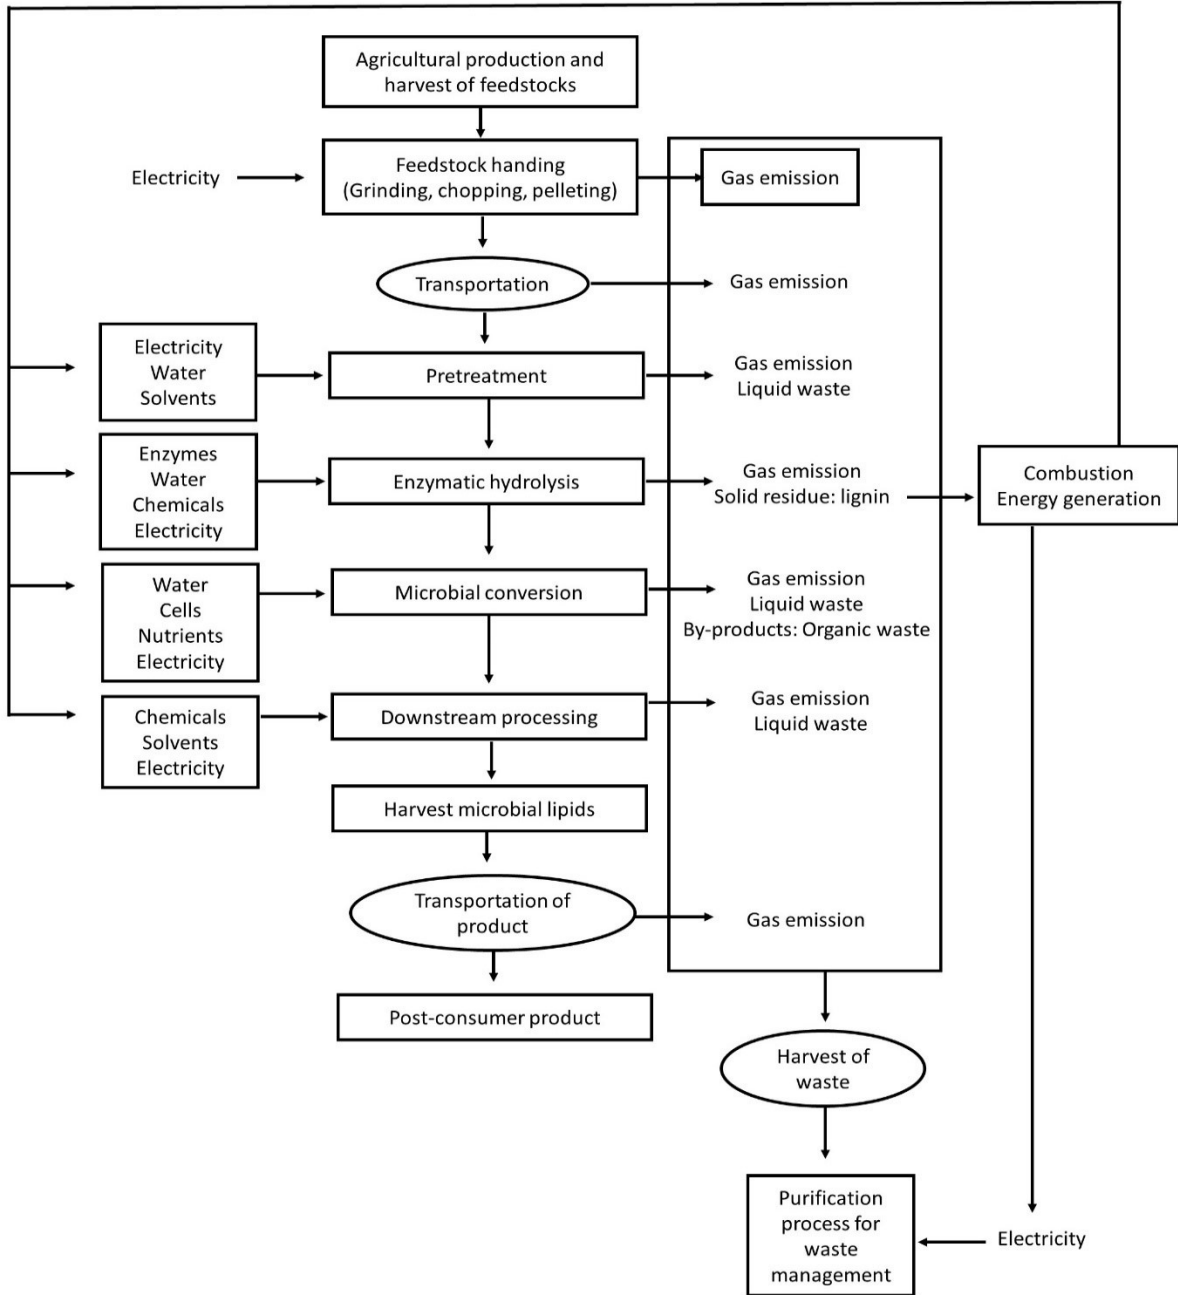 Agricultural production and
harvest of feedstocks
Electricity
Feedstock handing
(Grinding, chopping, pelleting)
Gas emission
Transportation
Gas emission
Electricity
Water
Solvents
Pretreatment
Gas emission
Liquid waste
Enzymes
Water
Chemicals
Electricity
Enzymatic hydrolysis
Gas emission
Solid residue: lignin
Combustion
Energy generation
Water
Cells
Nutrients
Electricity
Microbial conversion
Gas emission
Liquid waste
By-products: Organic waste
Chemicals
Solvents
Electricity
Downstream processing
Gas emission
Liquid waste
Harvest microbial lipids
Transportation of
product
Gas emission
Post-consumer product
Harvest of
waste
Purification
process for
waste
management
Electricity